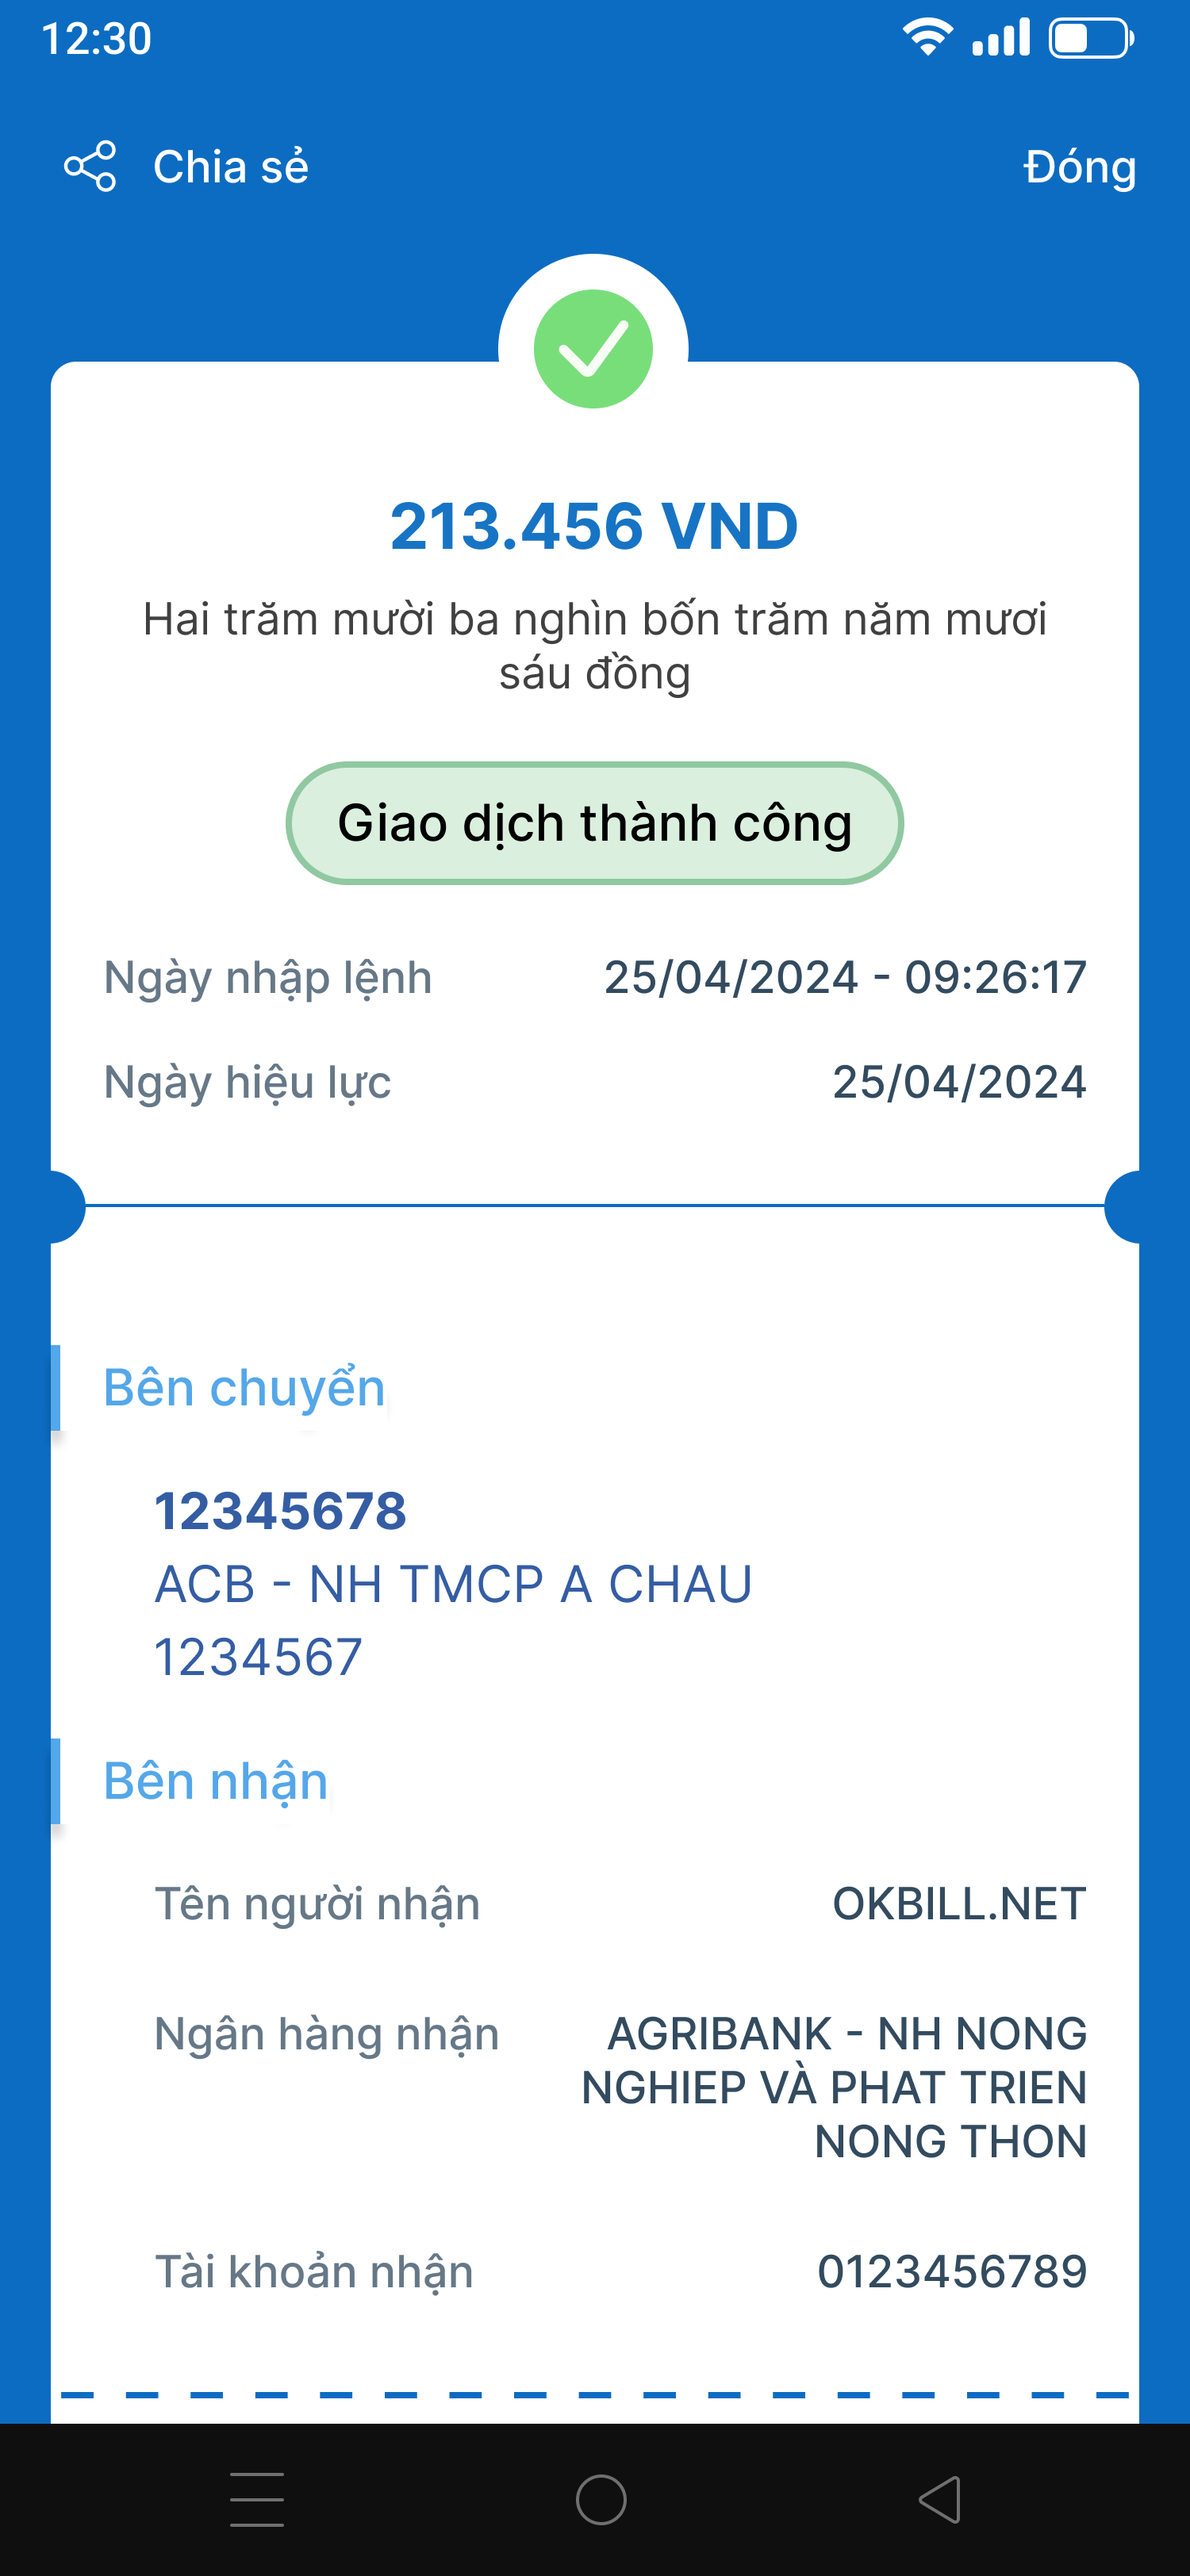 12:30
Chia sẻ
Đóng
213.456 VND
Hai trăm mười ba nghìn bốn trăm năm mươi
sáu đồng
Giao dịch thành công
Ngày nhập lệnh 25/04/2024 - 09:26:17
Ngày hiệu lực 25/04/2024
Bên chuyển
12345678
ACB - NH TMCP A CHAU
1234567
Bên nhận
Tên người nhận OKBILL.NET
Ngân hàng nhận AGRIBANK - NH NONG
NGHIEP VÀ PHAT TRIEN
NONG THON
Tài khoản nhận 0123456789